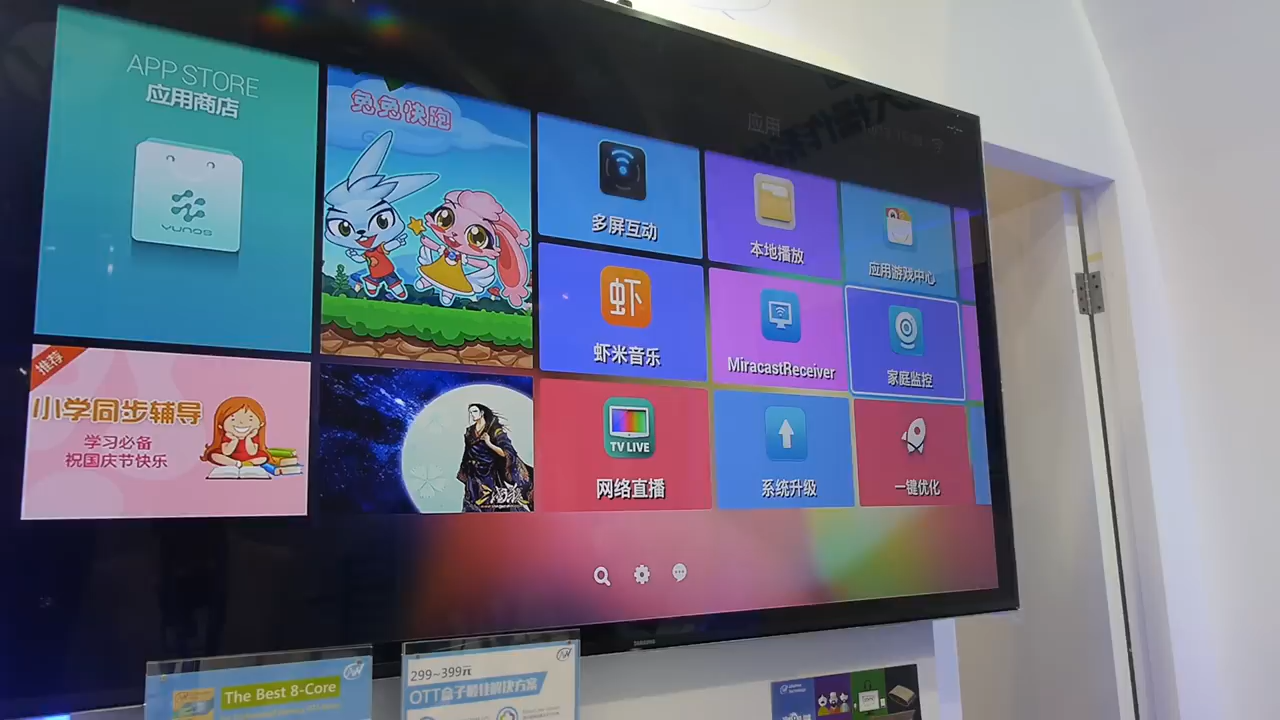 APP STORE
应用商店
YUNOS
兔兔快跑
应用
多屏互动
本地播放
应用游戏中心
虾
虾米音乐
MiracastReceiver
家庭监控
推荐
小学同步辅导
学习必备
祝国庆节快乐
TV LIVE
网络直播
系统升级
一键优化
SAMSUNG
The Best 8-Core
299~399元
OTT盒子最佳解决方案